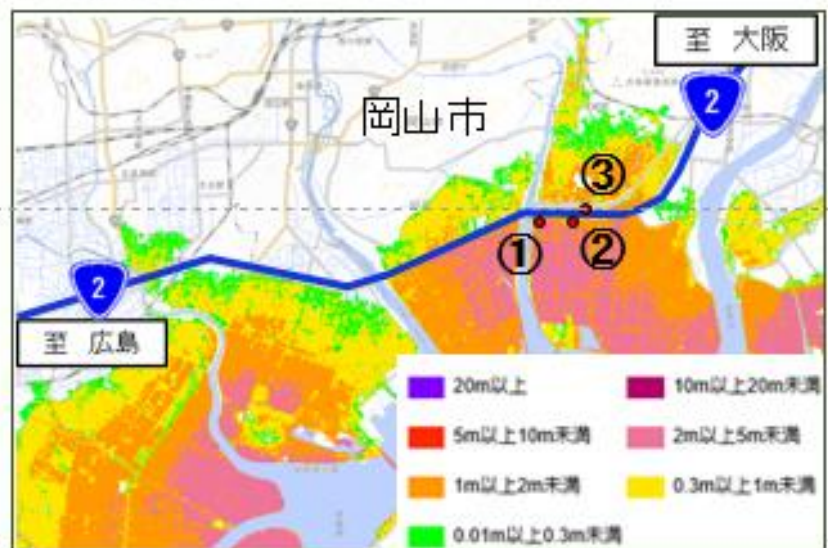 至 大阪
2
岡山市
③
① ②
2
至 広島
20m以上 10m以上20m未満
5m以上10m未満 2m以上5m未満
1m以上2m未満 0.3m以上1m未満
0.01m以上0.3m未満